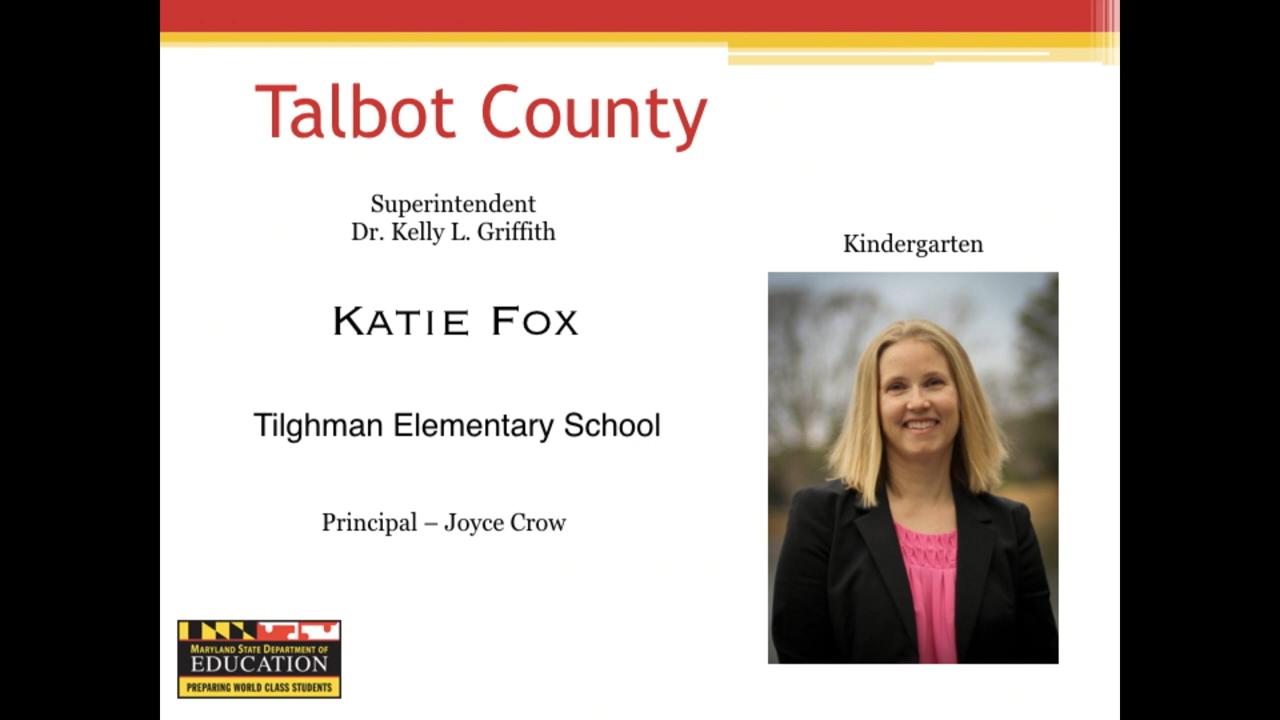 Talbot County
Superintendent
Dr. Kelly L. Griffith
Kindergarten
KATIE FOX
Tilghman Elementary School
Principal – Joyce Crow
MARYLAND STATE DEPARTMENT OF
EDUCATION
PREPARING WORLD CLASS STUDENTS